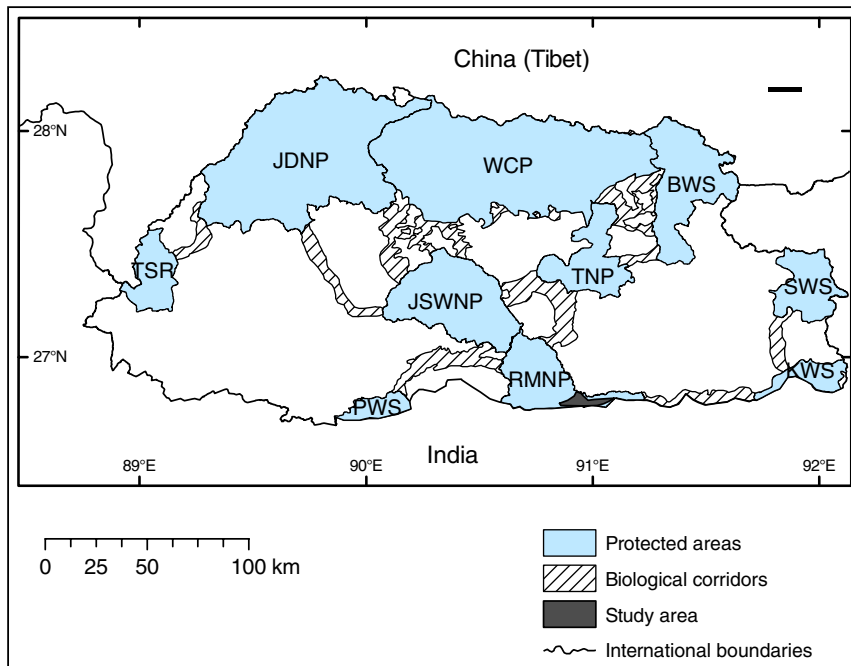 China (Tibet)
28°N
JDNP
WCP
BWS
TSR
TNP
SWS
JSWNP
27°N
RMNP
KWS
PWS
India
89°E
90°E
91°E
92°E
0 25 50 100 km
Protected areas
Biological corridors
Study area
International boundaries